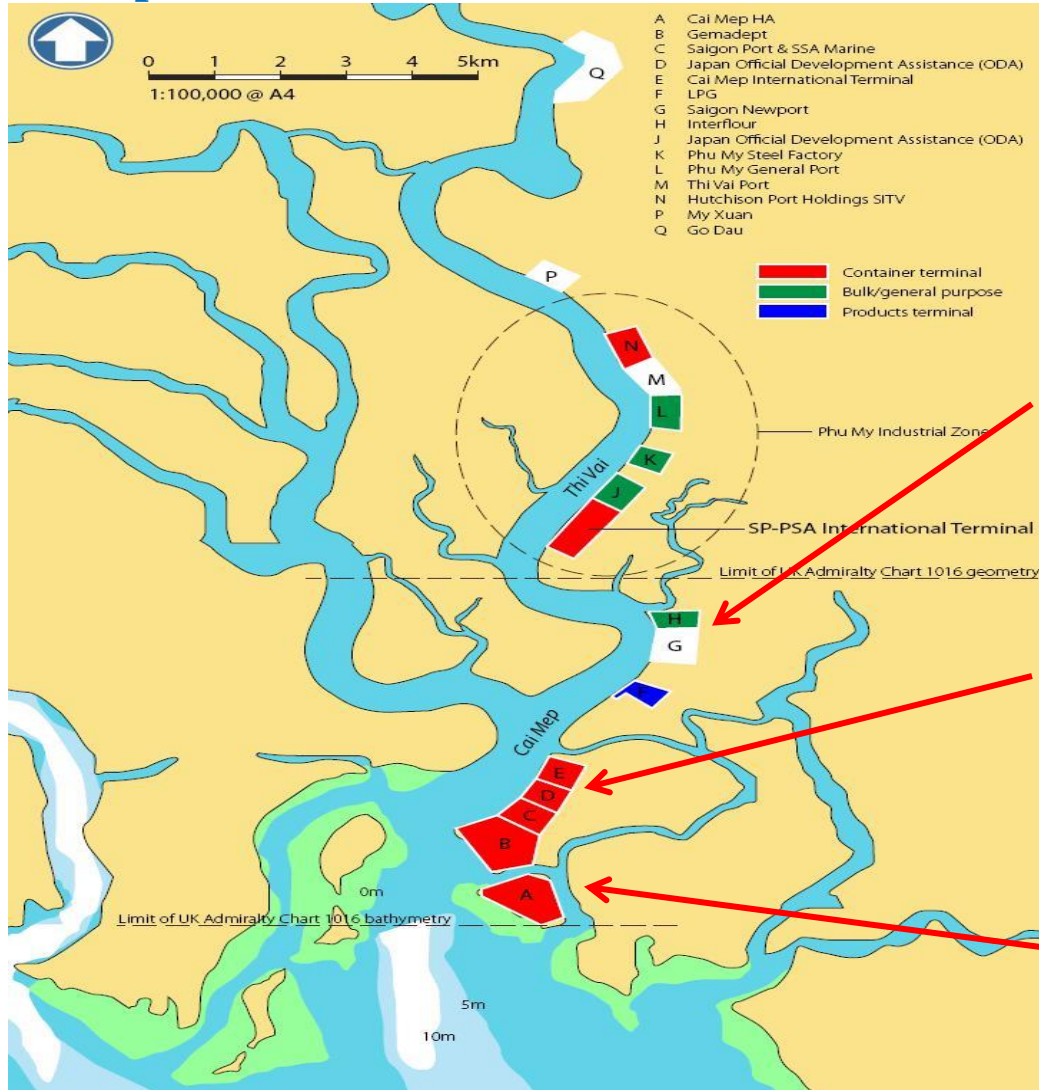 0 1 2 3 4 5km
1:100,000 @ A4
A Cai Mep HA
B Gemadept
C Saigon Port & SSA Marine
D Japan Official Development Assistance (ODA)
E Cai Mep International Terminal
F LPG
G Saigon Newport
H Interflour
J Japan Official Development Assistance (ODA)
K Phu My Steel Factory
L Phu My General Port
M Thi Vai Port
N Hutchison Port Holdings SITV
P My Xuan
Q Go Dau
Container terminal
Bulk/general purpose
Products terminal
Q
P
N
M
L
Phu My Industrial Zone
K
Thi Vai
J
SP-PSA International Terminal
Limit of UK Admiralty Chart 1016 geometry
H
G
F
Cai Mep
E
D
C
B
A
0m
Limit of UK Admiralty Chart 1016 bathymetry
5m
10m